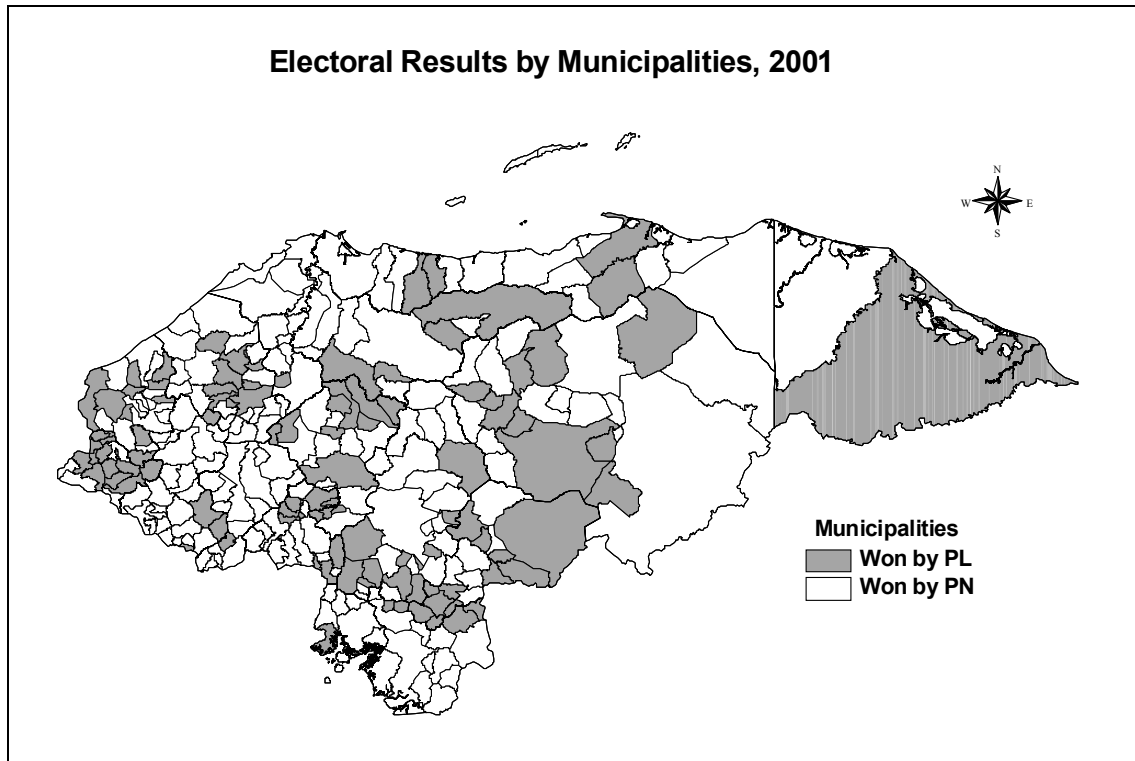 Electoral Results by Municipalities, 2001
N
W E
S
Municipalities
Won by PL
Won by PN